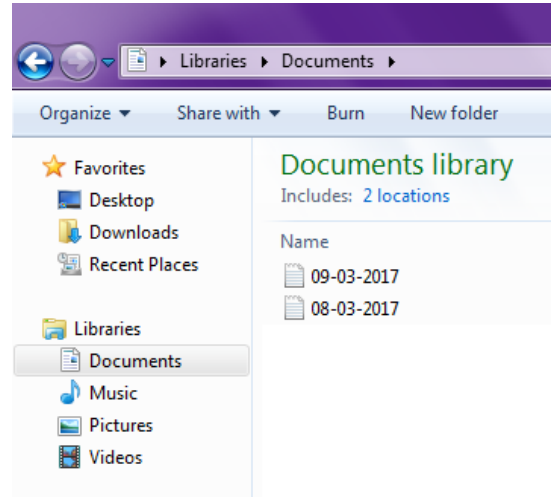 Libraries Documents
Organize Share with Burn New folder
Favorites
Desktop
Downloads
Recent Places
Libraries
Documents
Music
Pictures
Videos
Documents library
Includes: 2 locations
Name
09-03-2017
08-03-2017